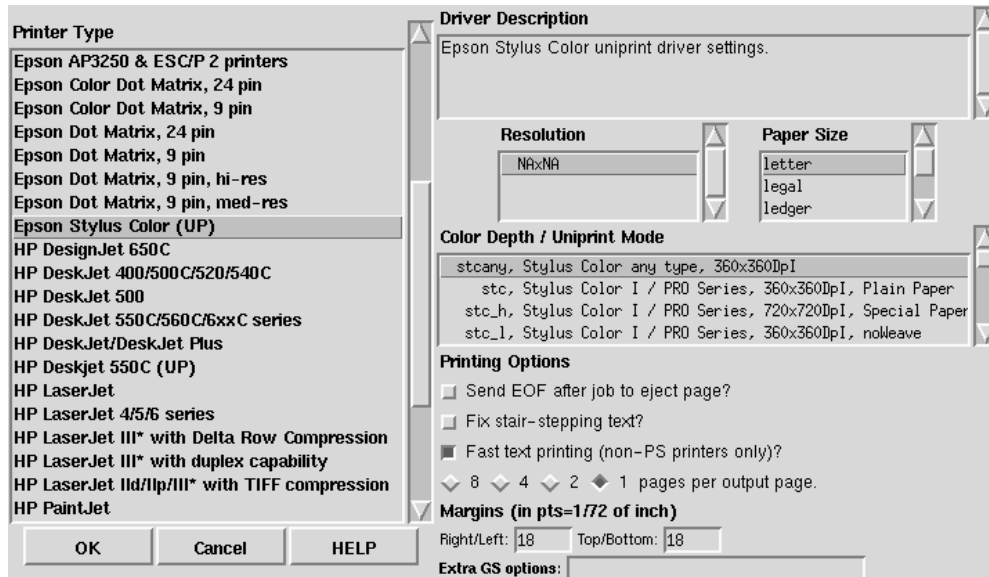 Printer Type
Epson AP3250 & ESC/P 2 printers
Epson Color Dot Matrix, 24 pin
Epson Color Dot Matrix, 9 pin
Epson Dot Matrix, 24 pin
Epson Dot Matrix, 9 pin
Epson Dot Matrix, 9 pin, hi-res
Epson Dot Matrix, 9 pin, med-res
Epson Stylus Color (UP)
HP DesignJet 650C
HP DeskJet 400/500C/520/540C
HP DeskJet 500
HP DeskJet 550C/560C/6xxC series
HP DeskJet/DeskJet Plus
HP Deskjet 550C (UP)
HP LaserJet
HP LaserJet 4/5/6 series
HP LaserJet III* with Delta Row Compression
HP LaserJet III* with duplex capability
HP LaserJet IId/IIp/III* with TIFF compression
HP PaintJet
OK Cancel HELP
Driver Description
Epson Stylus Color uniprint driver settings.
Resolution
NAxNA
Paper Size
letter
legal
ledger
Color Depth / Uniprint Mode
stcany, Stylus Color any type, 360x360DpI
stc, Stylus Color I / PRO Series, 360x360DpI, Plain Paper
stc_h, Stylus Color I / PRO Series, 720x720DpI, Special Paper
stc_l, Stylus Color I / PRO Series, 360x360DpI, noWeave
Printing Options
Send EOF after job to eject page?
Fix stair-stepping text?
Fast text printing (non-PS printers only)?
8 4 2 1 pages per output page.
Margins (in pts=1/72 of inch)
Right/Left: 18 Top/Bottom: 18
Extra GS options: